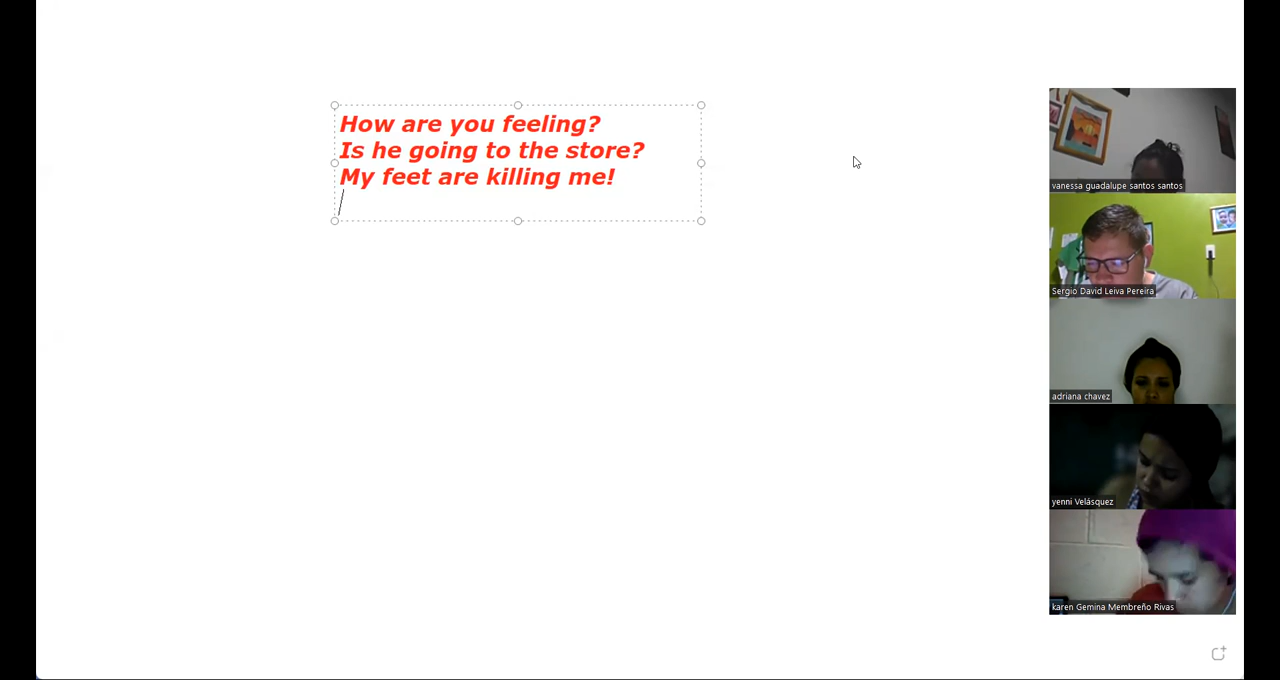 How are you feeling?
Is he going to the store?
My feet are killing me!
vanessa guadalupe santos santos
Sergio David Leiva Pereira
adriana chavez
yenni Velásquez
karen Gemina Membreño Rivas